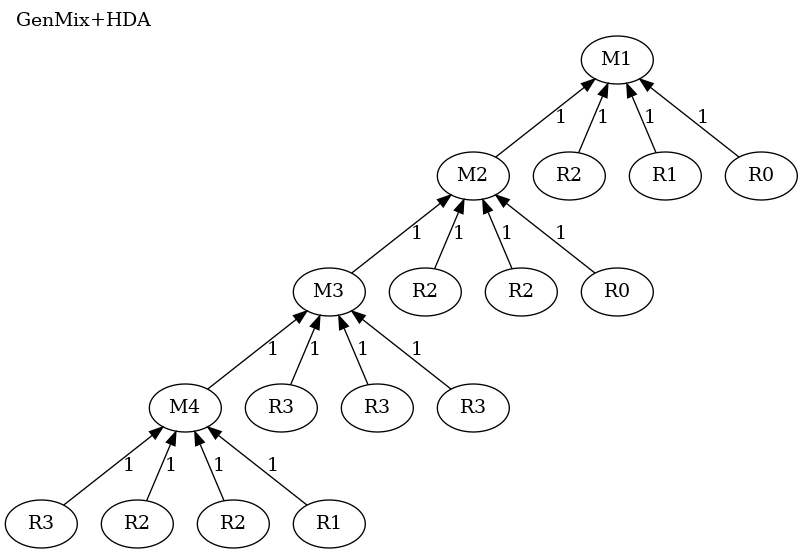 GenMix+HDA
M1
1 1 1 1
M2 R2 R1 R0
1 1 1 1
M3 R2 R2 R0
1 1 1 1
M4 R3 R3 R3
1 1 1 1
R3 R2 R2 R1